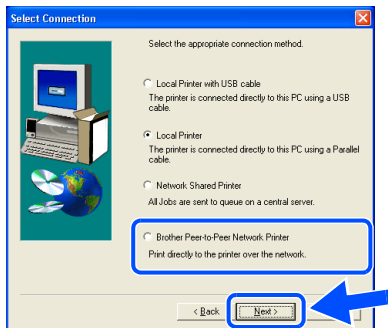 Select Connection
Select the appropriate connection method.
Local Printer with USB cable
The printer is connected directly to this PC using a USB
cable.
Local Printer
The printer is connected directly to this PC using a Parallel
cable.
Network Shared Printer
All Jobs are sent to queue on a central server.
Brother Peer-to-Peer Network Printer
Print directly to the printer over the network.
< Back
Next >